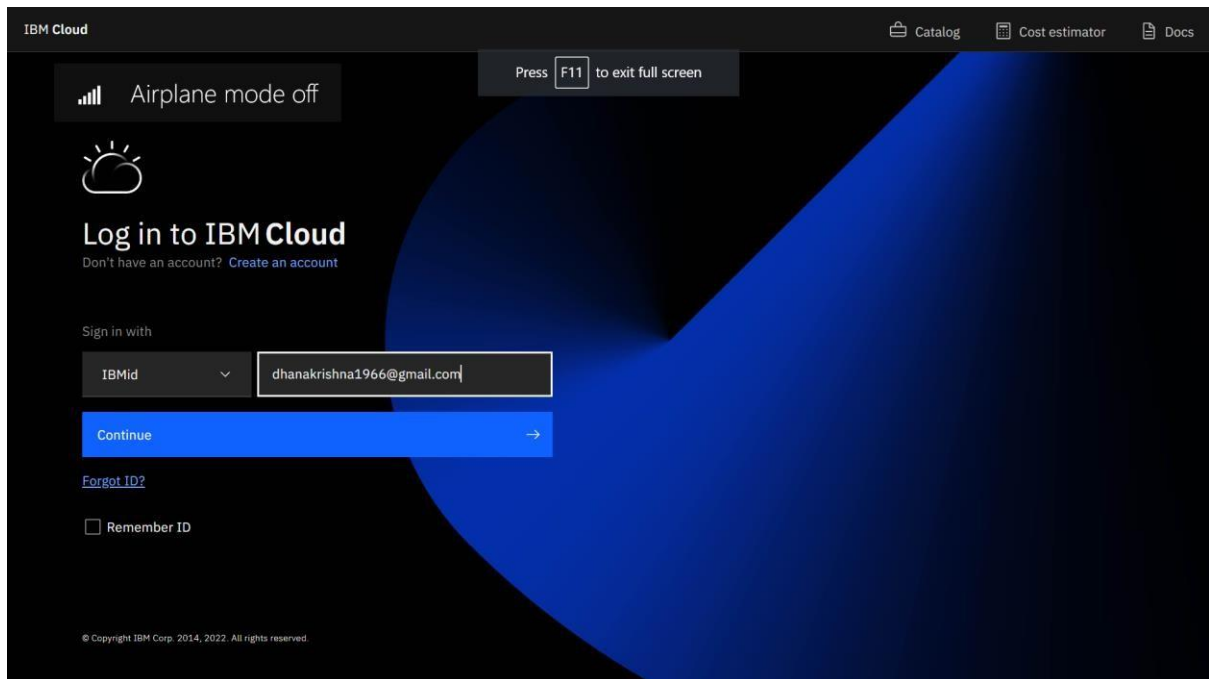 IBM Cloud
Catalog
Cost estimator
Docs
Press F11 to exit full screen
Airplane mode off
Log in to IBM Cloud
Don't have an account? Create an account
Sign in with
IBMid
dhanakrishna1966@gmail.com
Continue
Forgot ID?
Remember ID
© Copyright IBM Corp. 2014, 2022. All rights reserved.